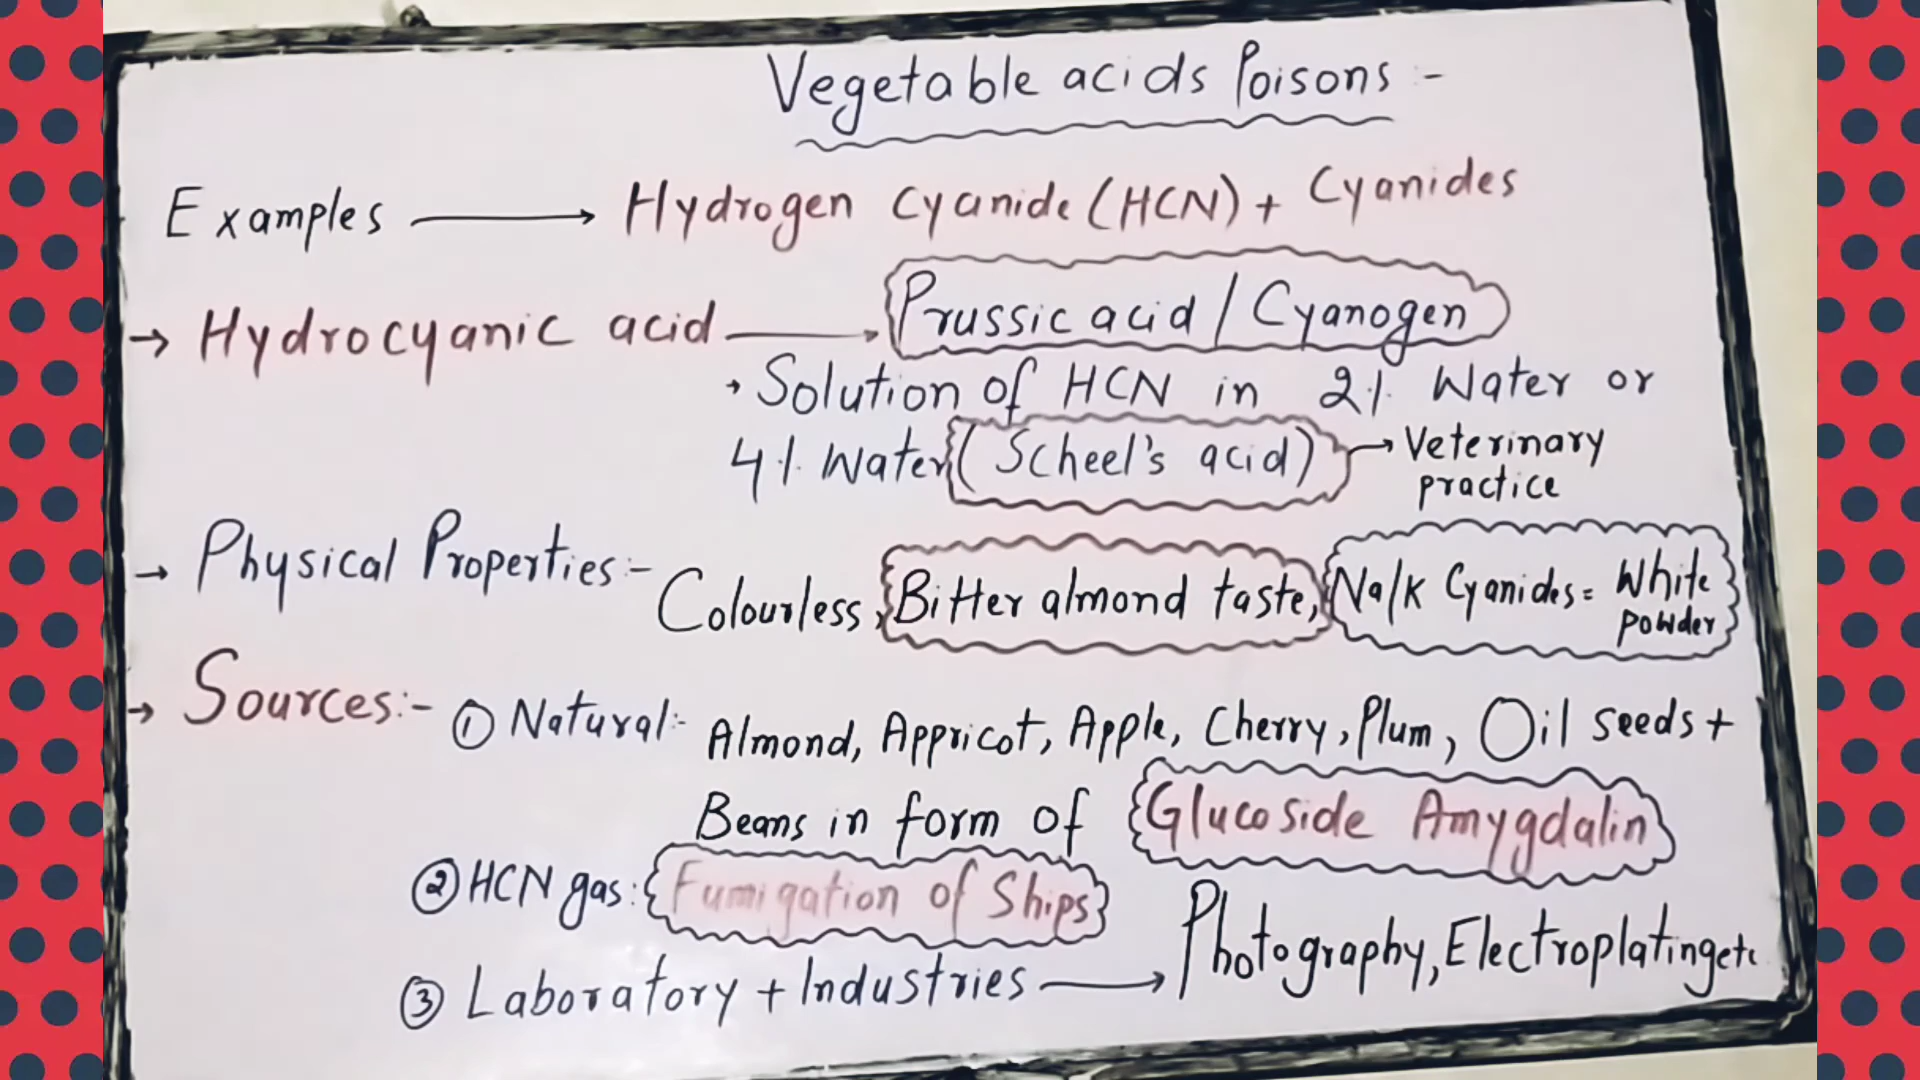 Vegetable acids Poisons :-
Examples → Hydrogen Cyanide (HCN) + Cyanides
→ Hydrocyanic acid → Prussic acid / Cyanogen
→ Solution of HCN in 2% Water or
4% Water (Scheel's acid) → Veterinary practice
→ Physical Properties:- Colourless, Bitter almond taste, Na/K Cyanides = White powder
→ Sources:- ① Natural:- Almond, Appricot, Apple, Cherry, Plum, Oil seeds +
Beans in form of Glucoside Amygdalin
② HCN gas: Fumigation of Ships
③ Laboratory + Industries → Photography, Electroplating etc